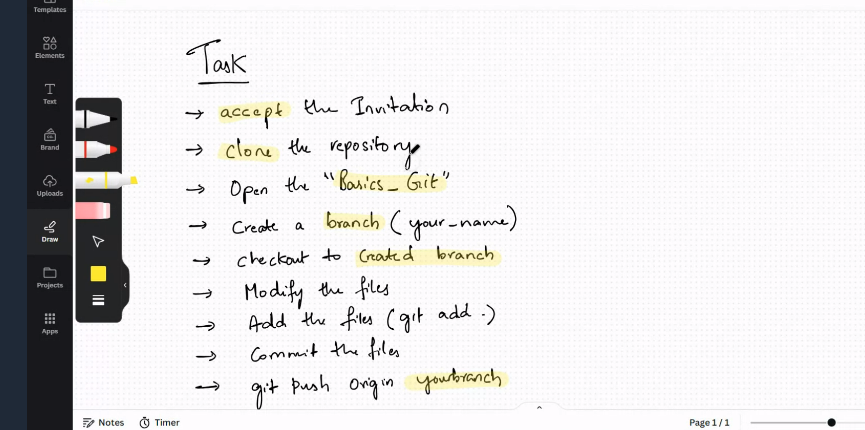 Templates
Elements
Text
Brand
Uploads
Draw
Projects
Apps
Task
→ accept the Invitation
→ clone the repository
→ Open the "Basics_Git"
→ Create a branch (your_name)
→ checkout to created branch
→ Modify the files
→ Add the files (git add .)
→ Commit the files
→ git push origin yourbranch
Notes Timer Page 1 / 1